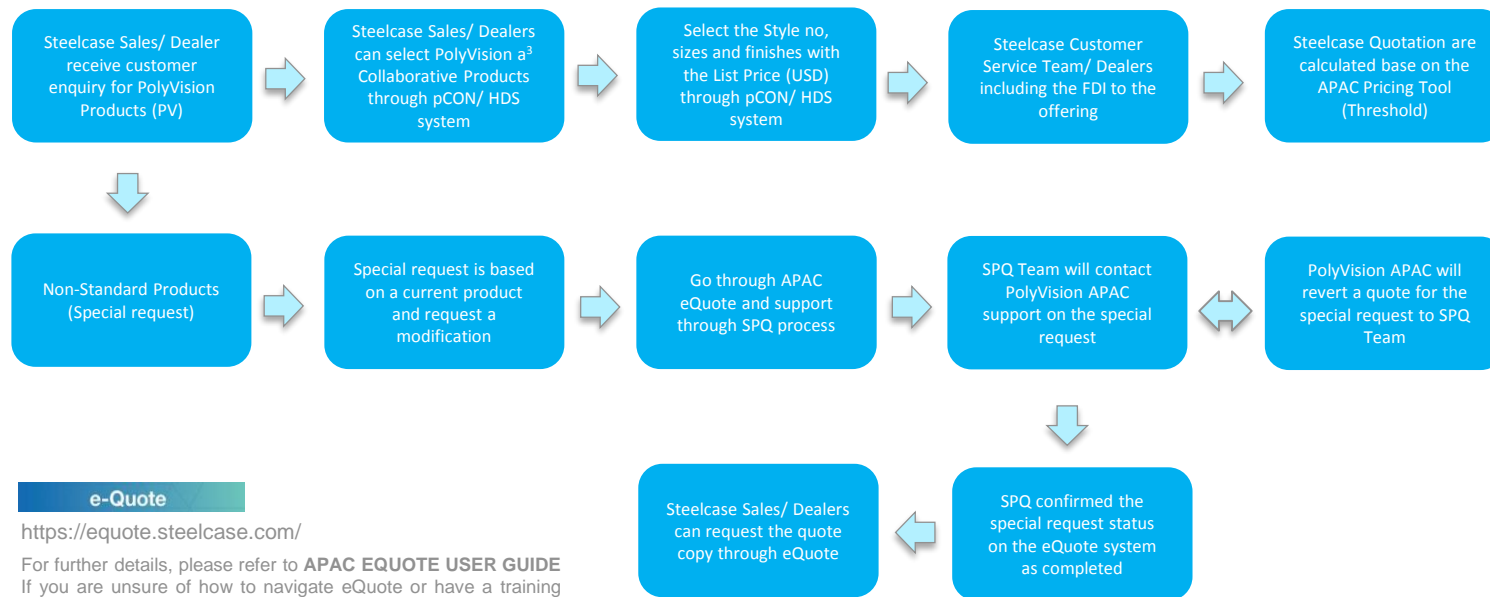 Steelcase Sales/ Dealer
receive customer
enquiry for PolyVision
Products (PV)
Steelcase Sales/ Dealers
can select PolyVision a³
Collaborative Products
through pCON/ HDS
system
Select the Style no,
sizes and finishes with
the List Price (USD)
through pCON/ HDS
system
Steelcase Customer
Service Team/ Dealers
including the FDI to the
offering
Steelcase Quotation are
calculated base on the
APAC Pricing Tool
(Threshold)
Non-Standard Products
(Special request)
Special request is based
on a current product
and request a
modification
Go through APAC
eQuote and support
through SPQ process
SPQ Team will contact
PolyVision APAC
support on the special
request
PolyVision APAC will
revert a quote for the
special request to SPQ
Team
Steelcase Sales/ Dealers
can request the quote
copy through eQuote
SPQ confirmed the
special request status
on the eQuote system
as completed
e-Quote
https://equote.steelcase.com/
For further details, please refer to APAC EQUOTE USER GUIDE
If you are unsure of how to navigate eQuote or have a training